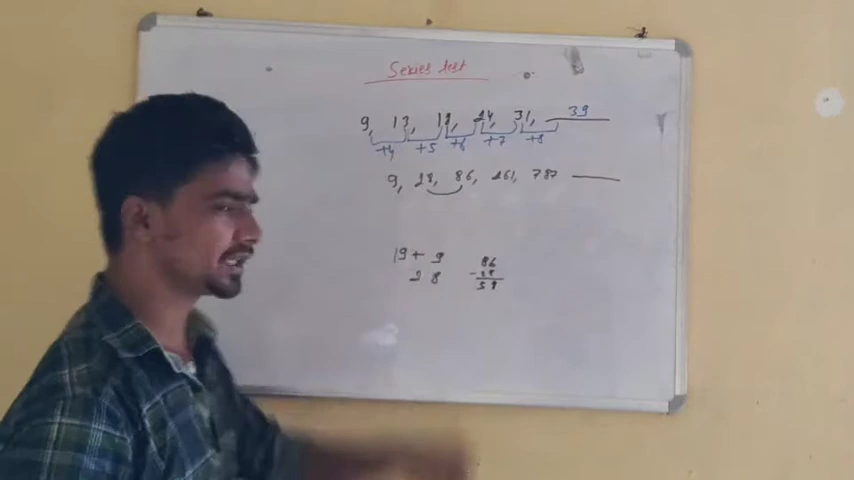 Series test
9, 13, 18, 24, 31, 39
+4 +5 +6 +7 +8
9, 28, 86, 261, 787
19+ 9 86
28 -28
58